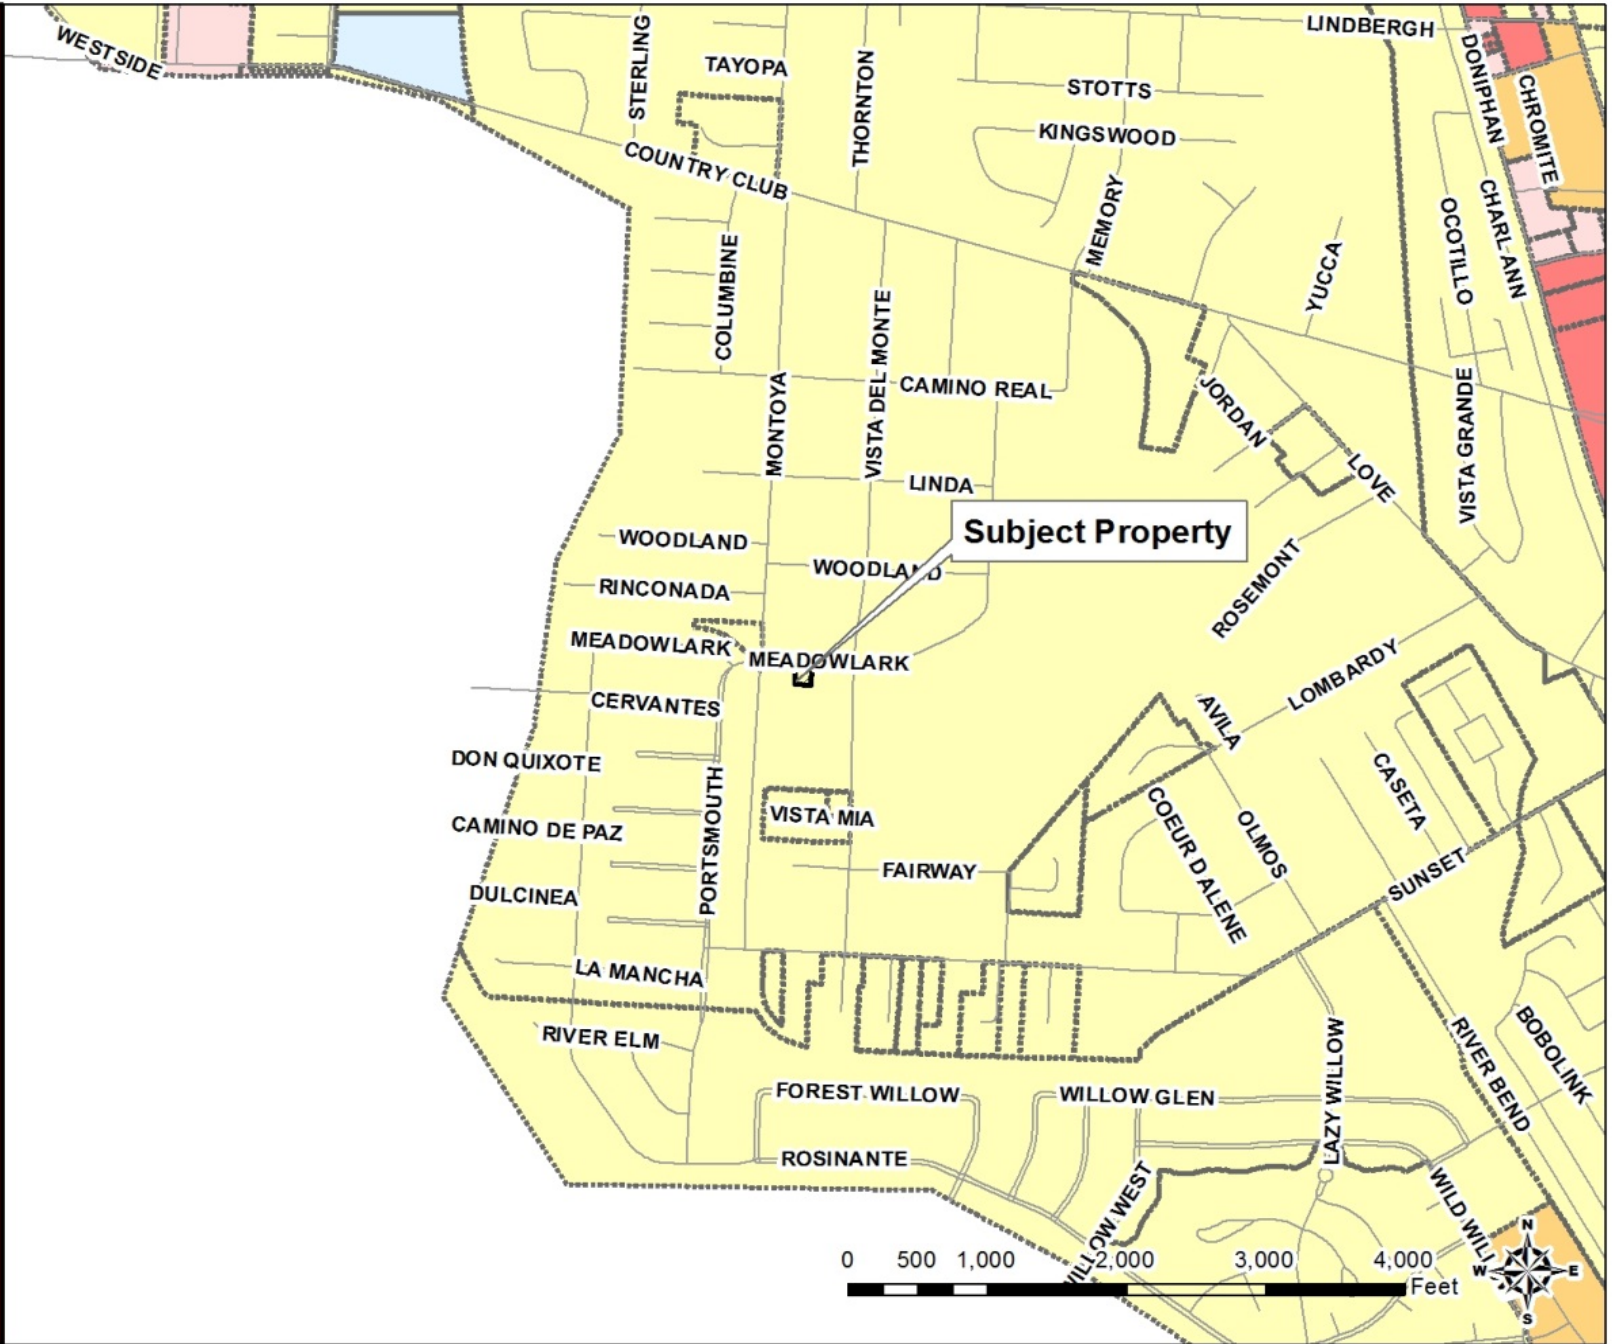 WESTSIDE
STERLING
TAYOPA
THORNTON
LINDBERGH
DONIPHAN
CHROMITE
STOTTS
KINGSWOOD
COUNTRY CLUB
MEMORY
OCOTILLO
CHARL ANN
COLUMBINE
YUCCA
VISTA DEL MONTE
MONTOYA
CAMINO REAL
JORDAN
VISTA GRANDE
LOVE
LINDA
Subject Property
WOODLAND
WOODLAND
RINCONADA
ROSEMONT
MEADOWLARK
MEADOWLARK
LOMBARDY
CERVANTES
AVILA
DON QUIXOTE
CASETA
PORTSMOUTH
VISTA MIA
CAMINO DE PAZ
COEUR D ALENE
OLMOS
FAIRWAY
SUNSET
DULCINEA
LA MANCHA
RIVER ELM
RIVER BEND
BOBOLINK
LAZY WILLOW
FOREST WILLOW
WILLOW GLEN
ROSINANTE
WILLOW WEST
WILD WIL
0 500 1,000 2,000 3,000 4,000
Feet
N
W E
S